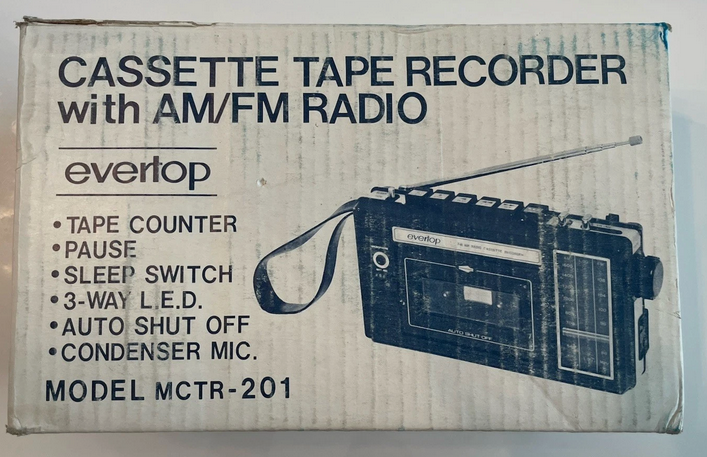 CASSETTE TAPE RECORDER
with AM/FM RADIO
evertop
• TAPE COUNTER
• PAUSE
• SLEEP SWITCH
• 3-WAY L.E.D.
• AUTO SHUT OFF
• CONDENSER MIC.
MODEL MCTR-201
evertop
AUTO SHUT OFF